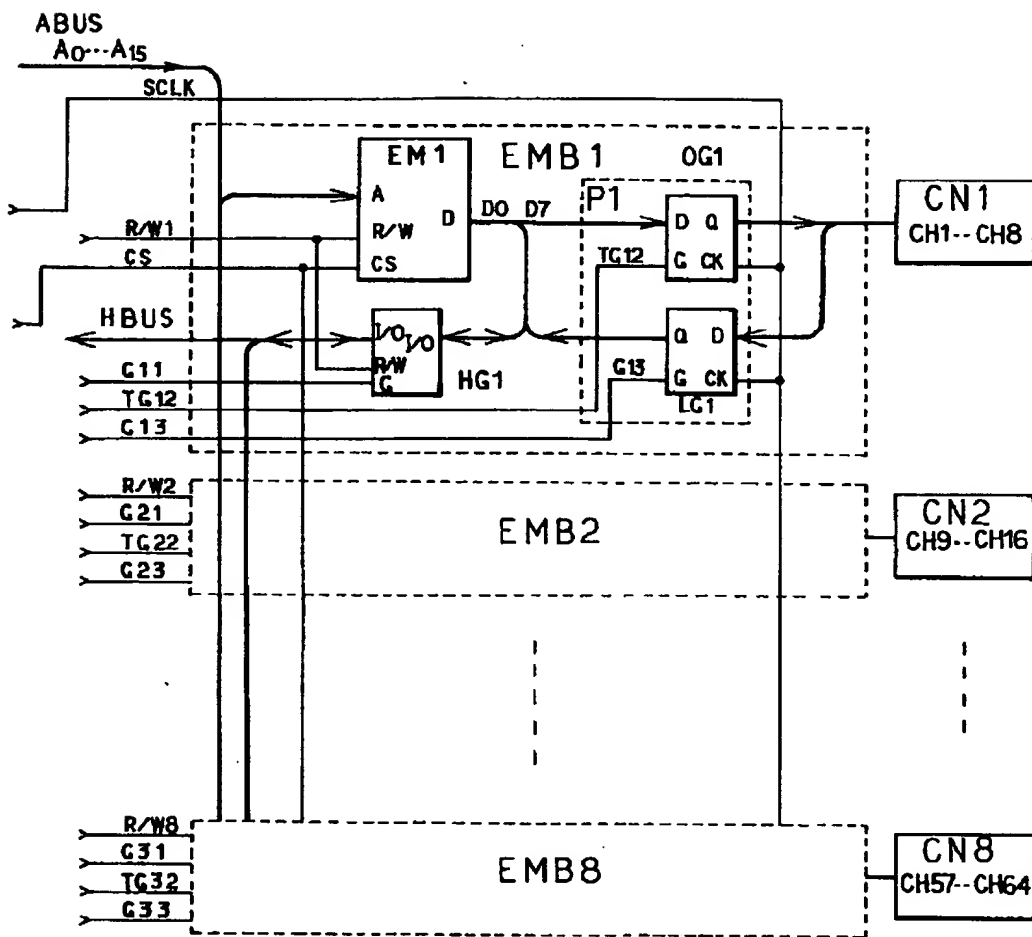 ABUS
A0---A15
SCLK
EM1
EMB1
OG1
A
D
R/W
CS
D0 D7
P1
D Q
G CK
TG12
CN1
CH1--CH8
R/W1
CS
HBUS
I/O
I/O
R/W
G
HG1
Q D
G CK
G13
LG1
G11
TG12
G13
R/W2
G21
TG22
G23
EMB2
CN2
CH9--CH16
R/W8
G31
TG32
G33
EMB8
CN8
CH57--CH64